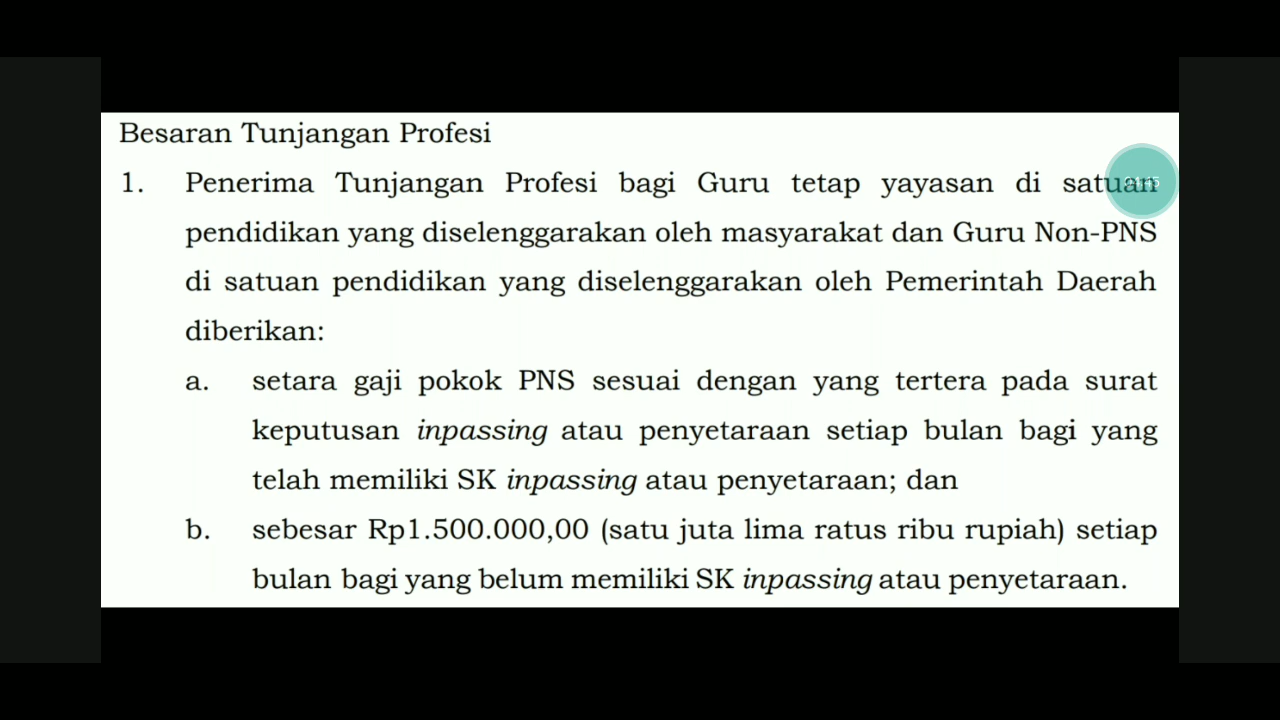 Besaran Tunjangan Profesi
1. Penerima Tunjangan Profesi bagi Guru tetap yayasan di satuan
pendidikan yang diselenggarakan oleh masyarakat dan Guru Non-PNS
di satuan pendidikan yang diselenggarakan oleh Pemerintah Daerah
diberikan:
a. setara gaji pokok PNS sesuai dengan yang tertera pada surat
keputusan inpassing atau penyetaraan setiap bulan bagi yang
telah memiliki SK inpassing atau penyetaraan; dan
b. sebesar Rp1.500.000,00 (satu juta lima ratus ribu rupiah) setiap
bulan bagi yang belum memiliki SK inpassing atau penyetaraan.